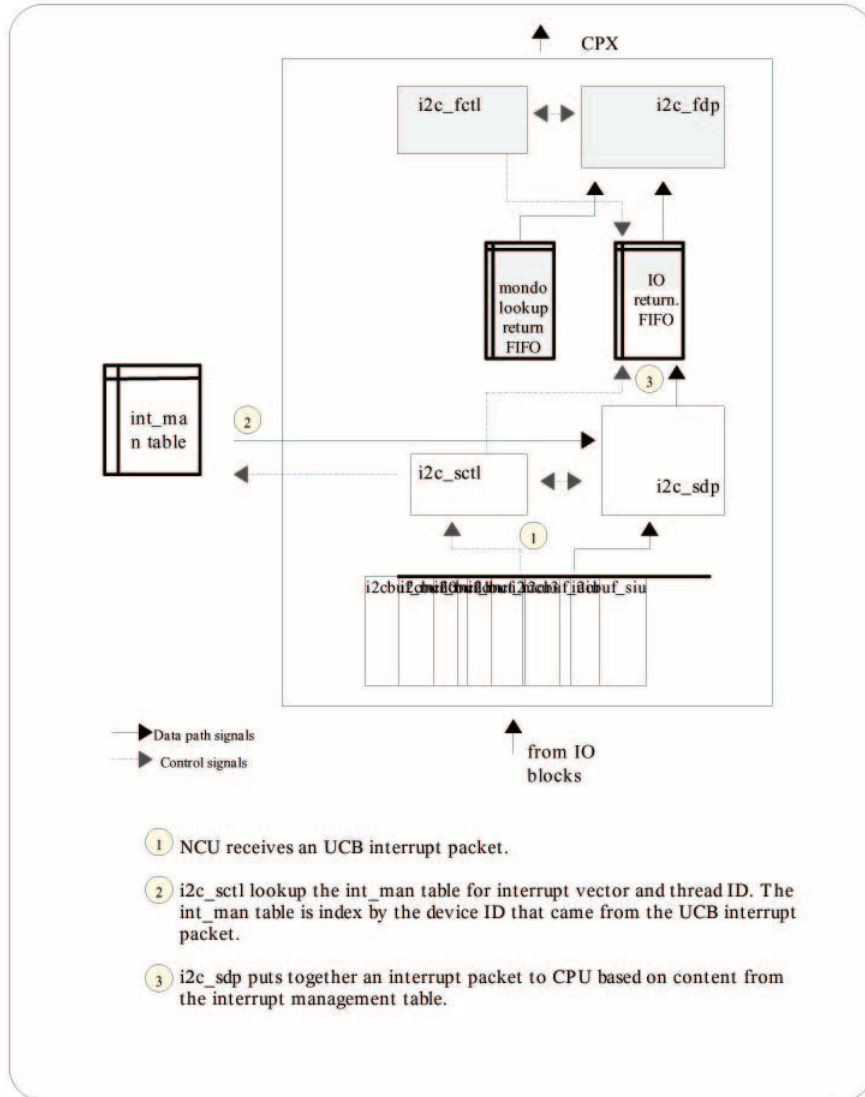 CPX
i2c_fctl
i2c_fdp
mondo
lookup
return
FIFO
IO
return.
FIFO
3
int_ma
n table
2
i2c_sctl
i2c_sdp
1
i2cbuf_siu
Data path signals
Control signals
from IO
blocks
1 NCU receives an UCB interrupt packet.
2 i2c_sctl lookup the int_man table for interrupt vector and thread ID. The
int_man table is index by the device ID that came from the UCB interrupt
packet.
3 i2c_sdp puts together an interrupt packet to CPU based on content from
the interrupt management table.